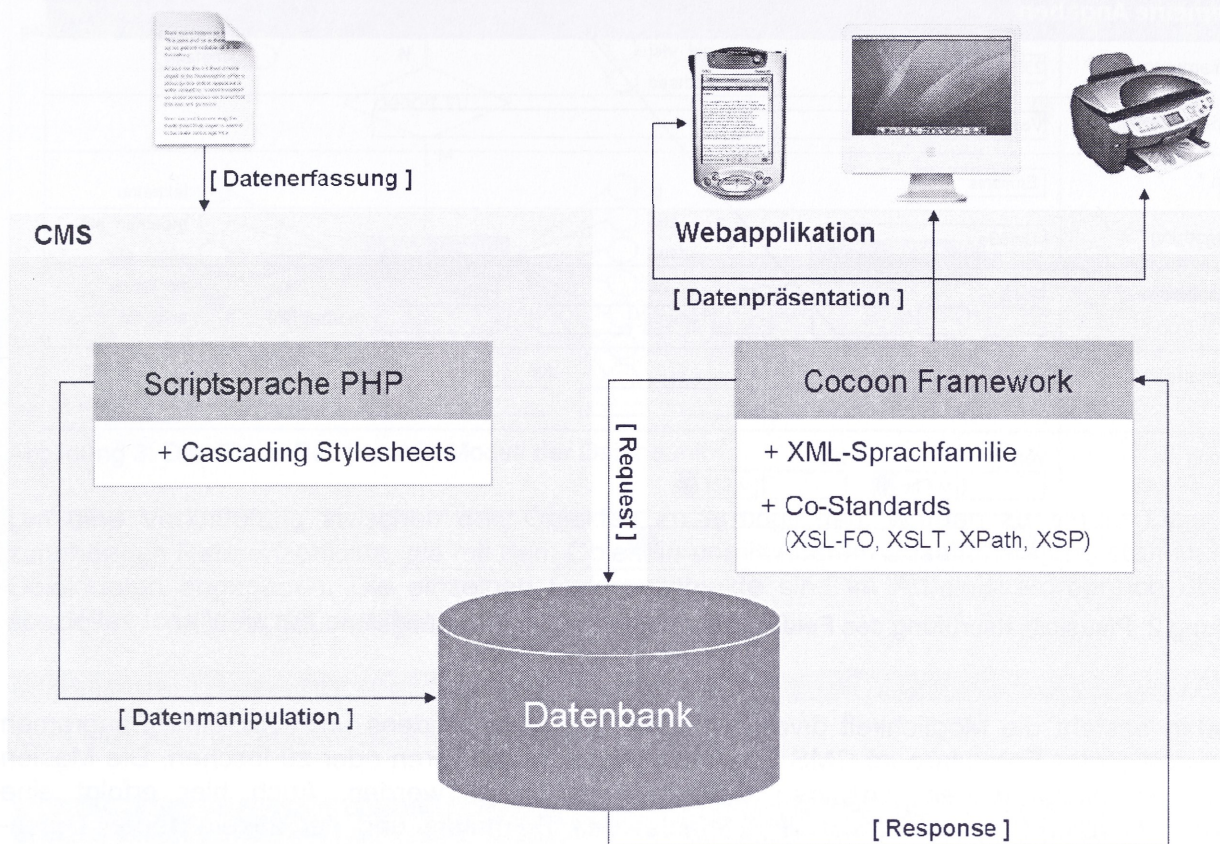 [ Datenerfassung ]
CMS
Scriptsprache PHP
+ Cascading Stylesheets
[ Datenmanipulation ]
Webapplikation
[ Datenpräsentation ]
Cocoon Framework
+ XML-Sprachfamilie
+ Co-Standards
(XSL-FO, XSLT, XPath, XSP)
[ Request ]
Datenbank
[ Response ]